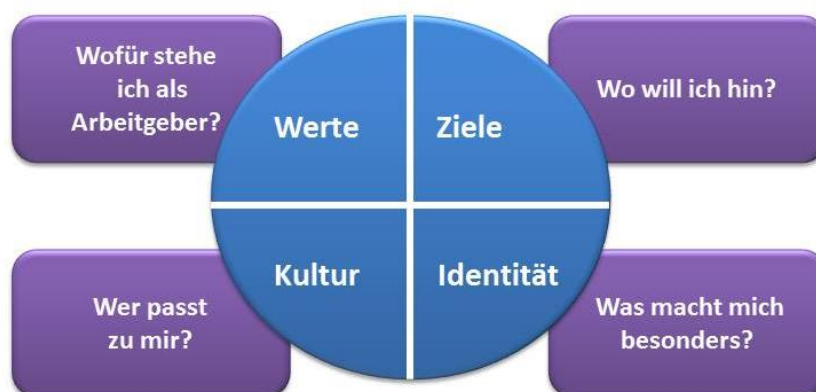 Wofür stehe
ich als
Arbeitgeber?
Werte
Ziele
Wo will ich hin?
Wer passt
zu mir?
Kultur
Identität
Was macht mich
besonders?